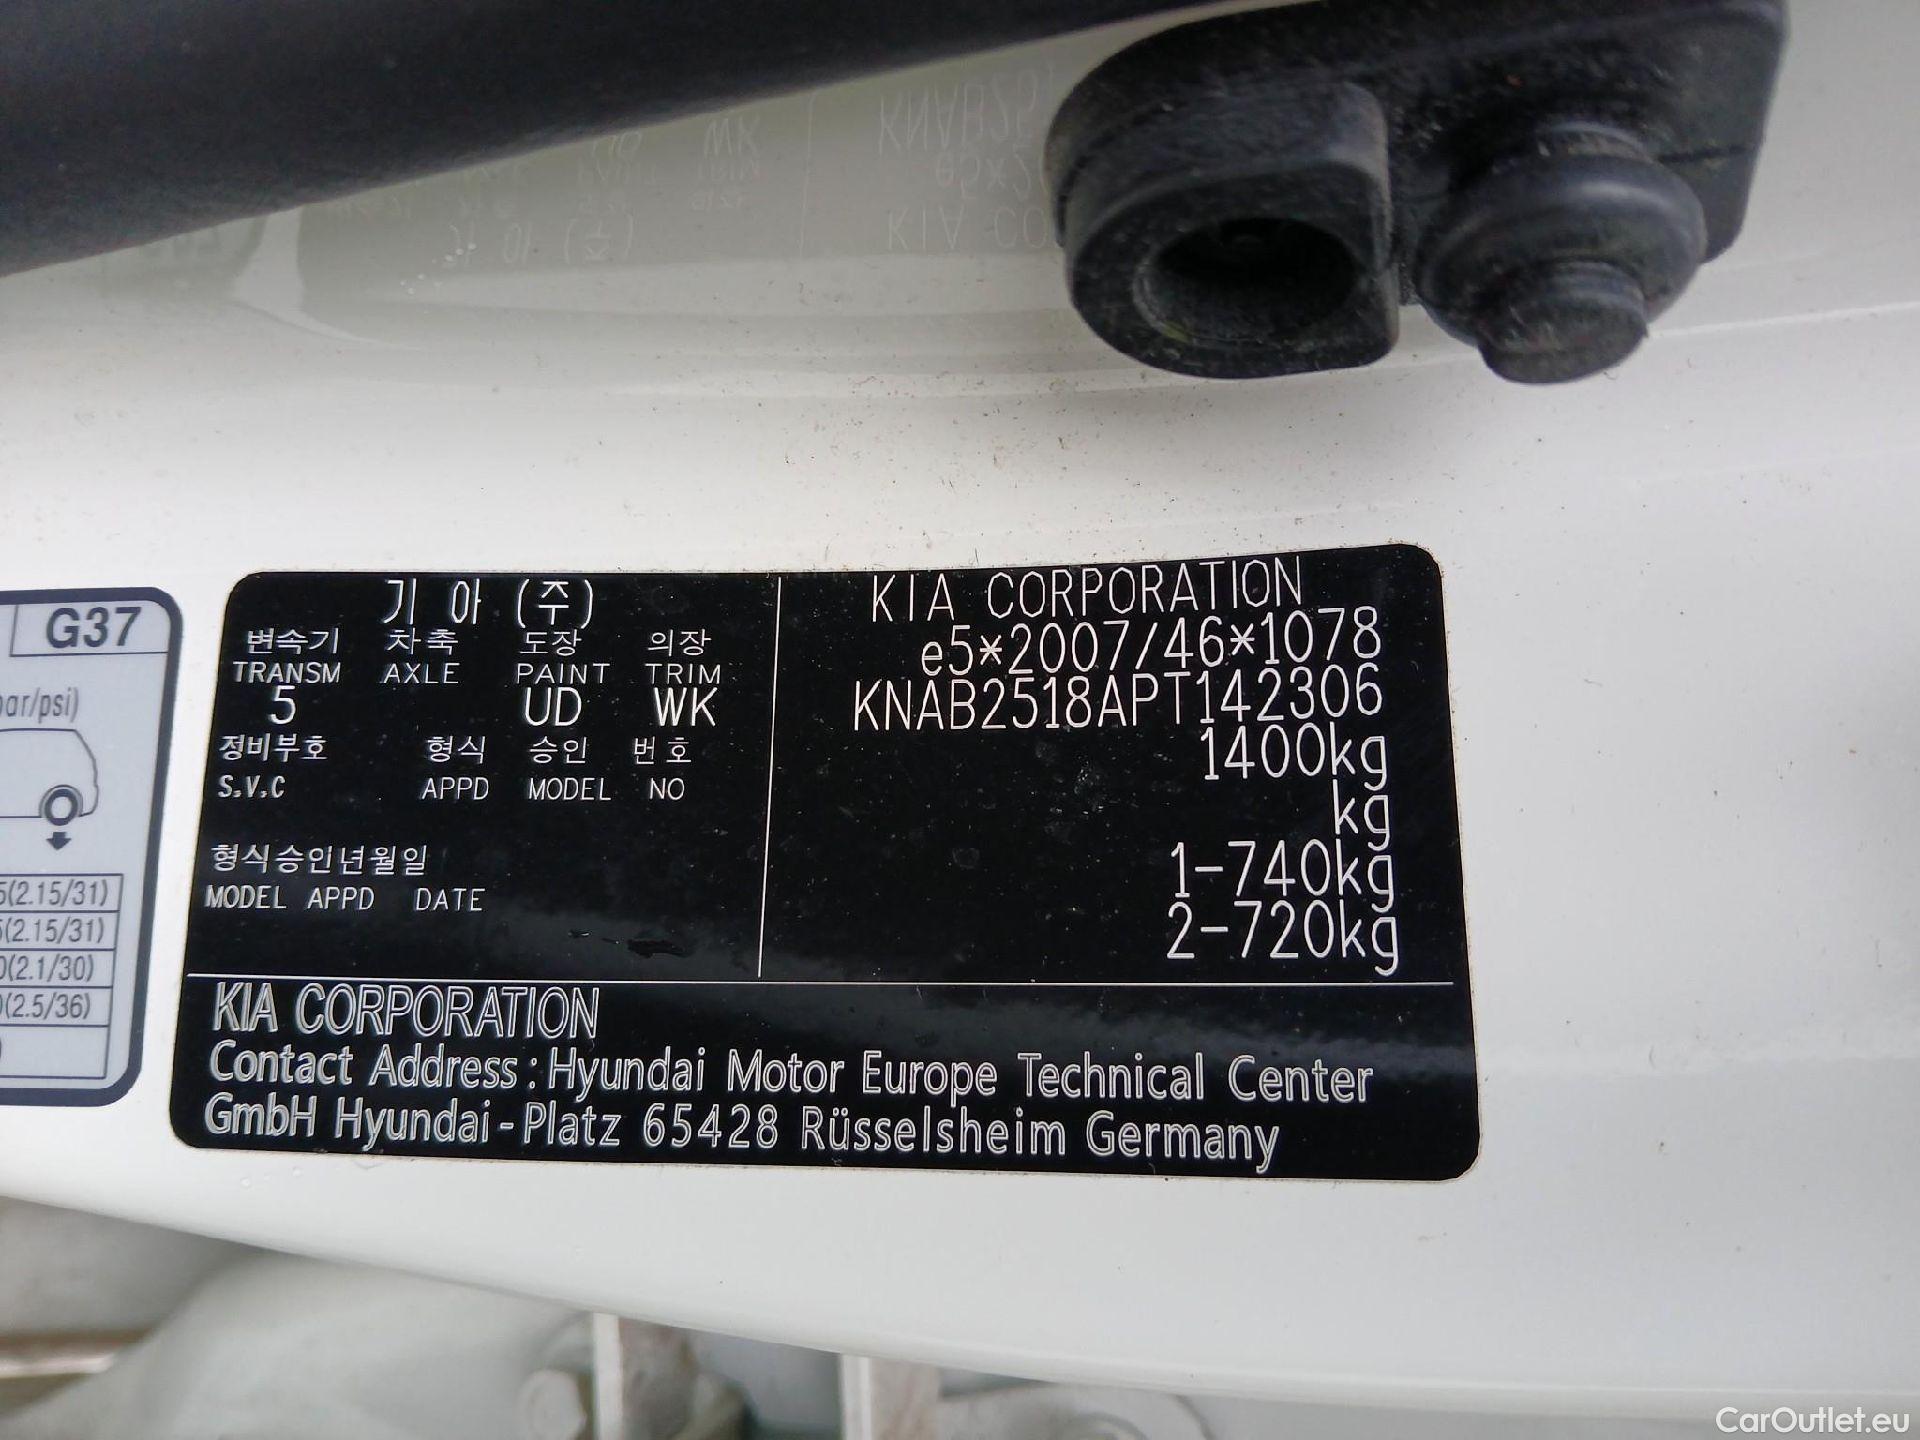 G37
bar/psi)
5(2.15/31)
5(2.15/31)
0(2.1/30)
0(2.5/36)
기 아 (주)
변속기 차축 도장 의장
TRANSM AXLE PAINT TRIM
5 UD WK
정비부호 형식 승인 번호
S.V.C APPD MODEL NO
형식승인년월일
MODEL APPD DATE
KIA CORPORATION
e5*2007/46*1078
KNAB2518APT142306
1400kg
kg
1-740kg
2-720kg
KIA CORPORATION
Contact Address : Hyundai Motor Europe Technical Center
GmbH Hyundai-Platz 65428 Rüsselsheim Germany
CarOutlet.eu